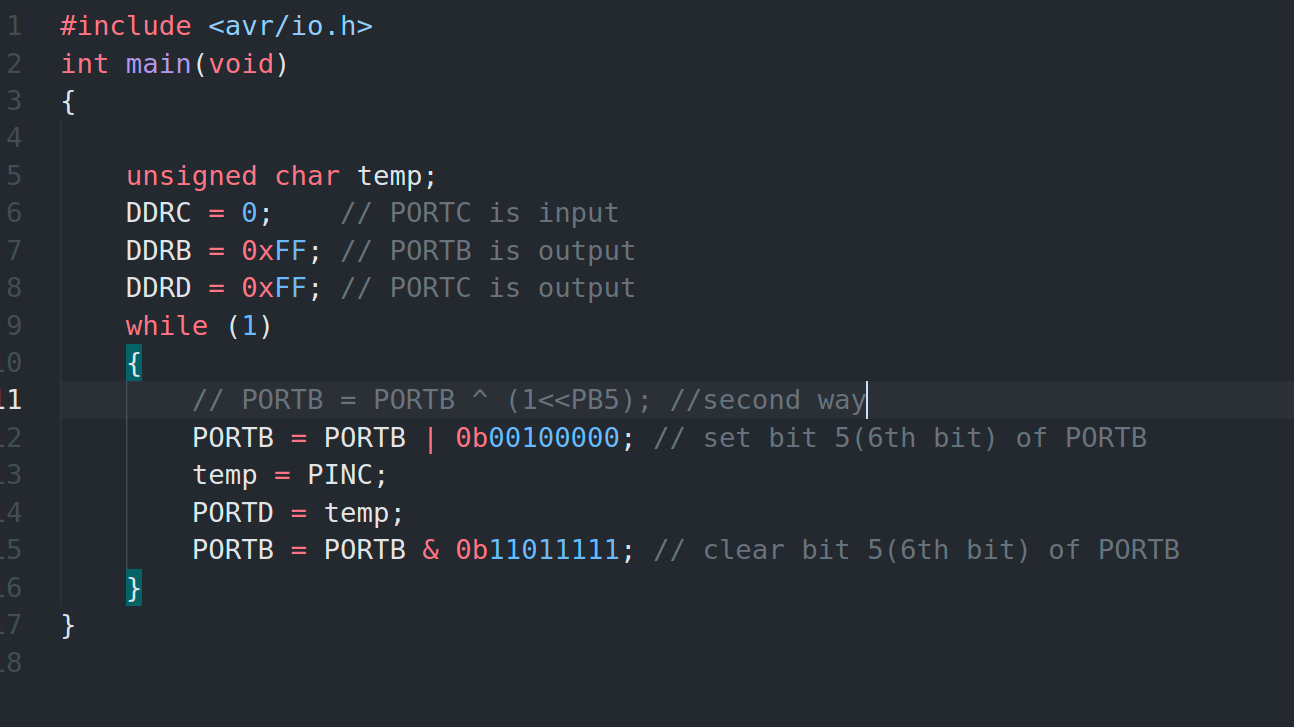 1 #include <avr/io.h>
2 int main(void)
3 {
4
5 unsigned char temp;
6 DDRC = 0; // PORTC is input
7 DDRB = 0xFF; // PORTB is output
8 DDRD = 0xFF; // PORTC is output
9 while (1)
10 {
11 // PORTB = PORTB ^ (1<<PB5); //second way
12 PORTB = PORTB | 0b00100000; // set bit 5(6th bit) of PORTB
13 temp = PINC;
14 PORTD = temp;
15 PORTB = PORTB & 0b11011111; // clear bit 5(6th bit) of PORTB
16 }
17 }
18